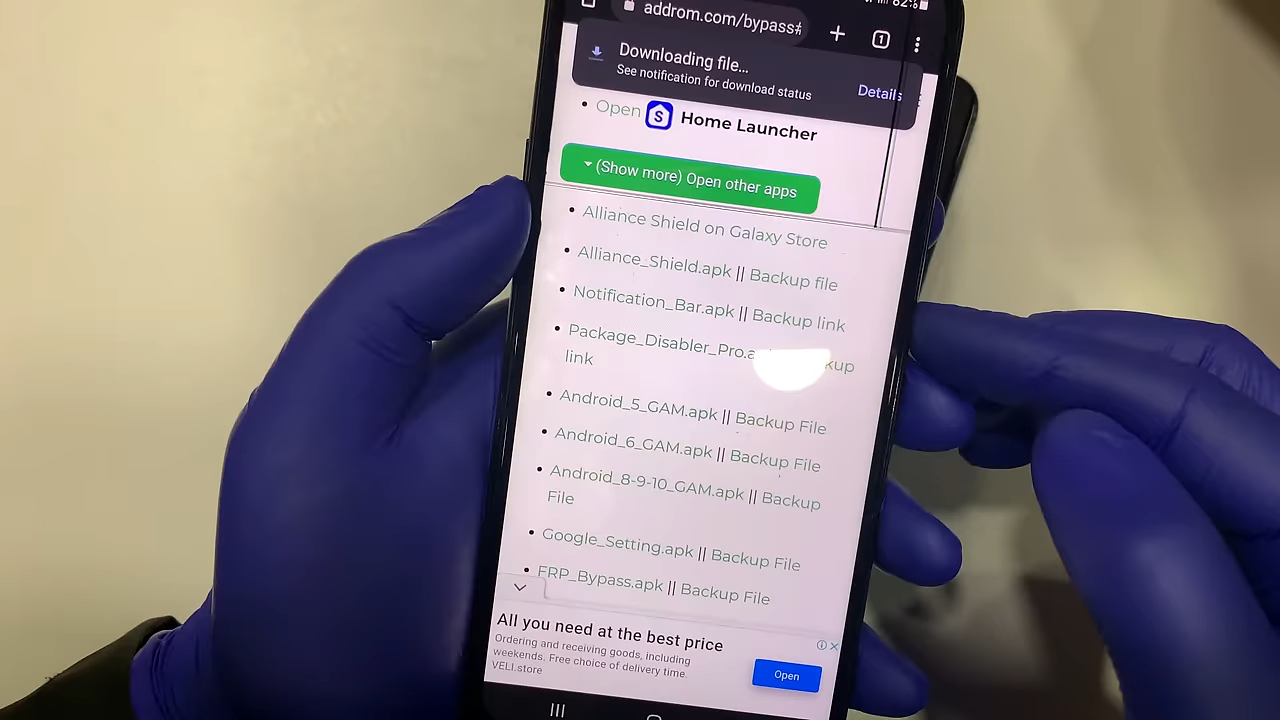 82%
addrom.com/bypass#
1
Downloading file...
See notification for download status
Details
Open S Home Launcher
(Show more) Open other apps
Alliance Shield on Galaxy Store
Alliance_Shield.apk || Backup file
Notification_Bar.apk || Backup link
Package_Disabler_Pro.a kup
link
Android_5_GAM.apk || Backup File
Android_6_GAM.apk || Backup File
Android_8-9-10_GAM.apk || Backup
File
Google_Setting.apk || Backup File
FRP_Bypass.apk || Backup File
All you need at the best price
Ordering and receiving goods, including
weekends. Free choice of delivery time.
VELI.store
Open